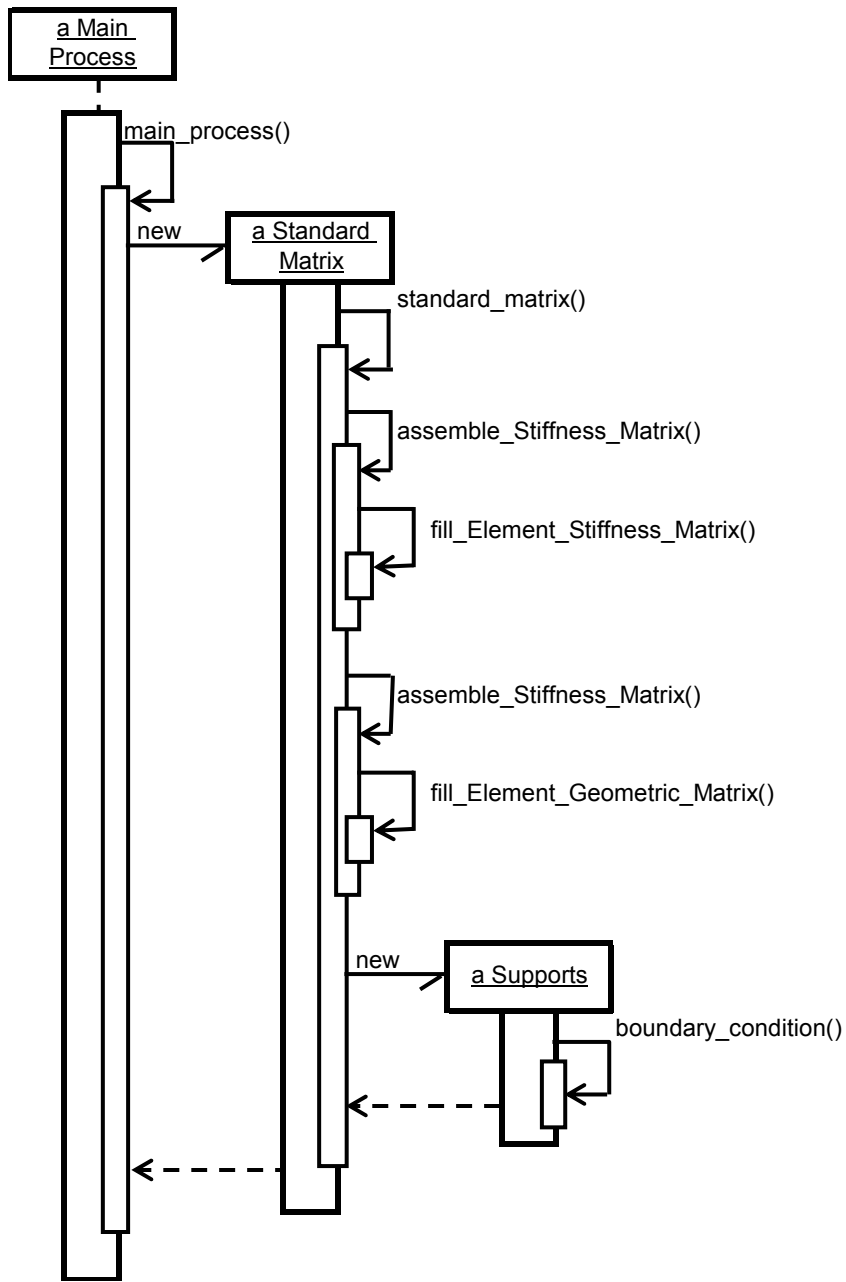 a Main
Process
main_process()
new
a Standard
Matrix
standard_matrix()
assemble_Stiffness_Matrix()
fill_Element_Stiffness_Matrix()
assemble_Stiffness_Matrix()
fill_Element_Geometric_Matrix()
new
a Supports
boundary_condition()